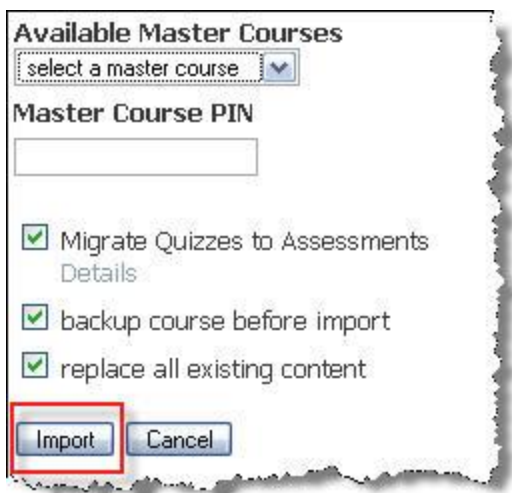 Available Master Courses
select a master course
Master Course PIN
Migrate Quizzes to Assessments
Details
backup course before import
replace all existing content
Import Cancel